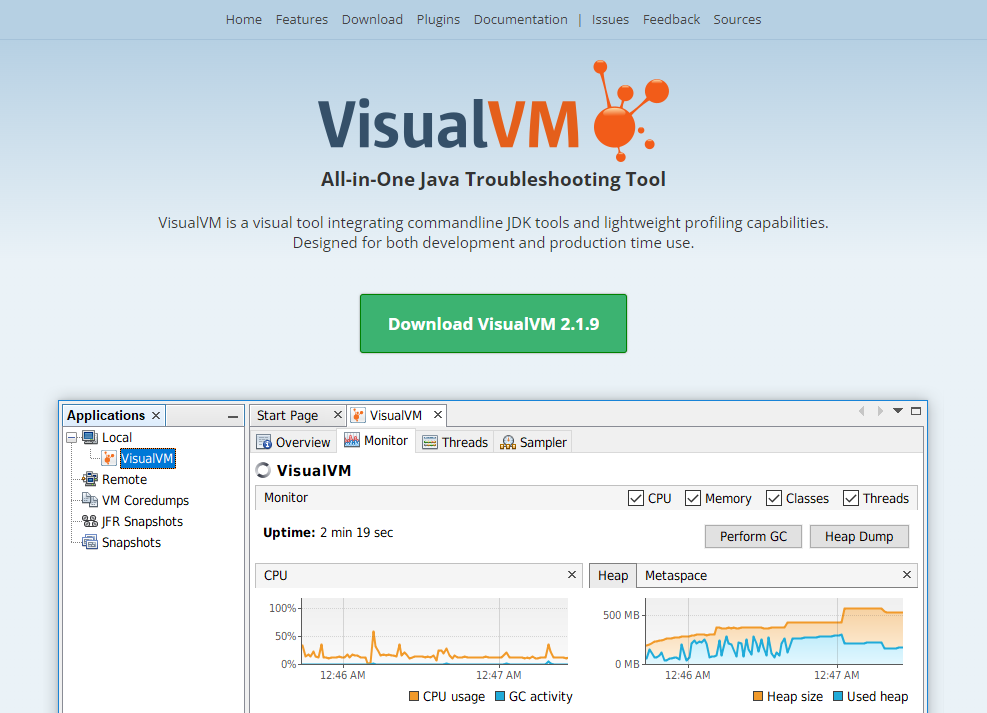 Home Features Download Plugins Documentation | Issues Feedback Sources
VisualVM
All-in-One Java Troubleshooting Tool
VisualVM is a visual tool integrating commandline JDK tools and lightweight profiling capabilities.
Designed for both development and production time use.
Download VisualVM 2.1.9
Applications
Start Page VisualVM
Local
VisualVM
Remote
VM Coredumps
JFR Snapshots
Snapshots
Overview Monitor Threads Sampler
VisualVM
Monitor CPU Memory Classes Threads
Uptime: 2 min 19 sec Perform GC Heap Dump
CPU
100%
50%
0%
12:46 AM 12:47 AM
CPU usage GC activity
Heap Metaspace
500 MB
0 MB
12:46 AM 12:47 AM
Heap size Used heap